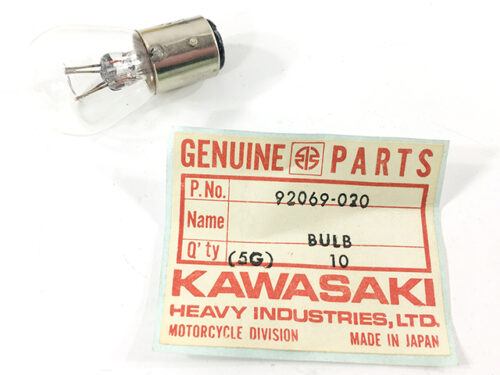 GENUINE PARTS
P.No. 92069-020
Name BULB
Q'ty (5G) 10
KAWASAKI
HEAVY INDUSTRIES, LTD.
MOTORCYCLE DIVISION MADE IN JAPAN